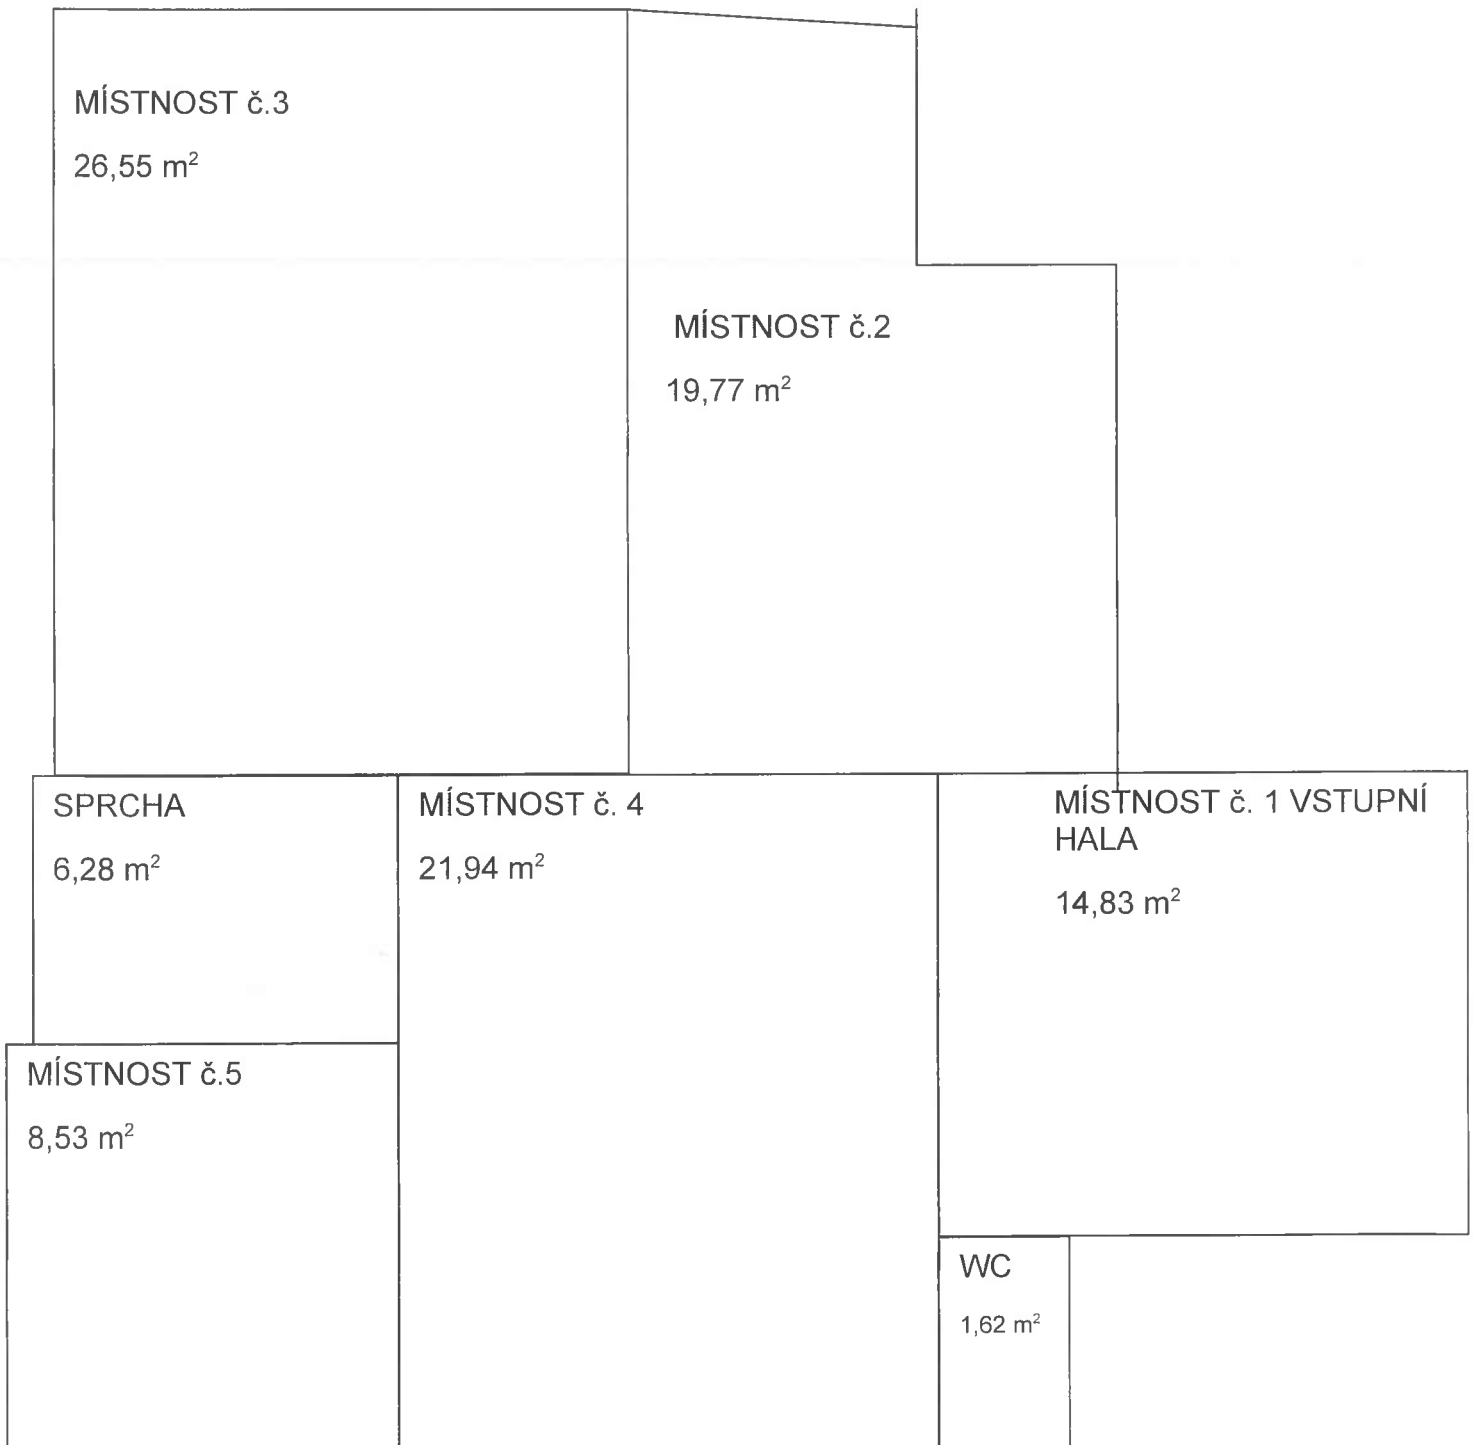 MÍSTNOST č.3
26,55 m²
MÍSTNOST č.2
19,77 m²
SPRCHA
6,28 m²
MÍSTNOST č. 4
21,94 m²
MÍSTNOST č. 1 VSTUPNÍ
HALA
14,83 m²
MÍSTNOST č.5
8,53 m²
WC
1,62 m²